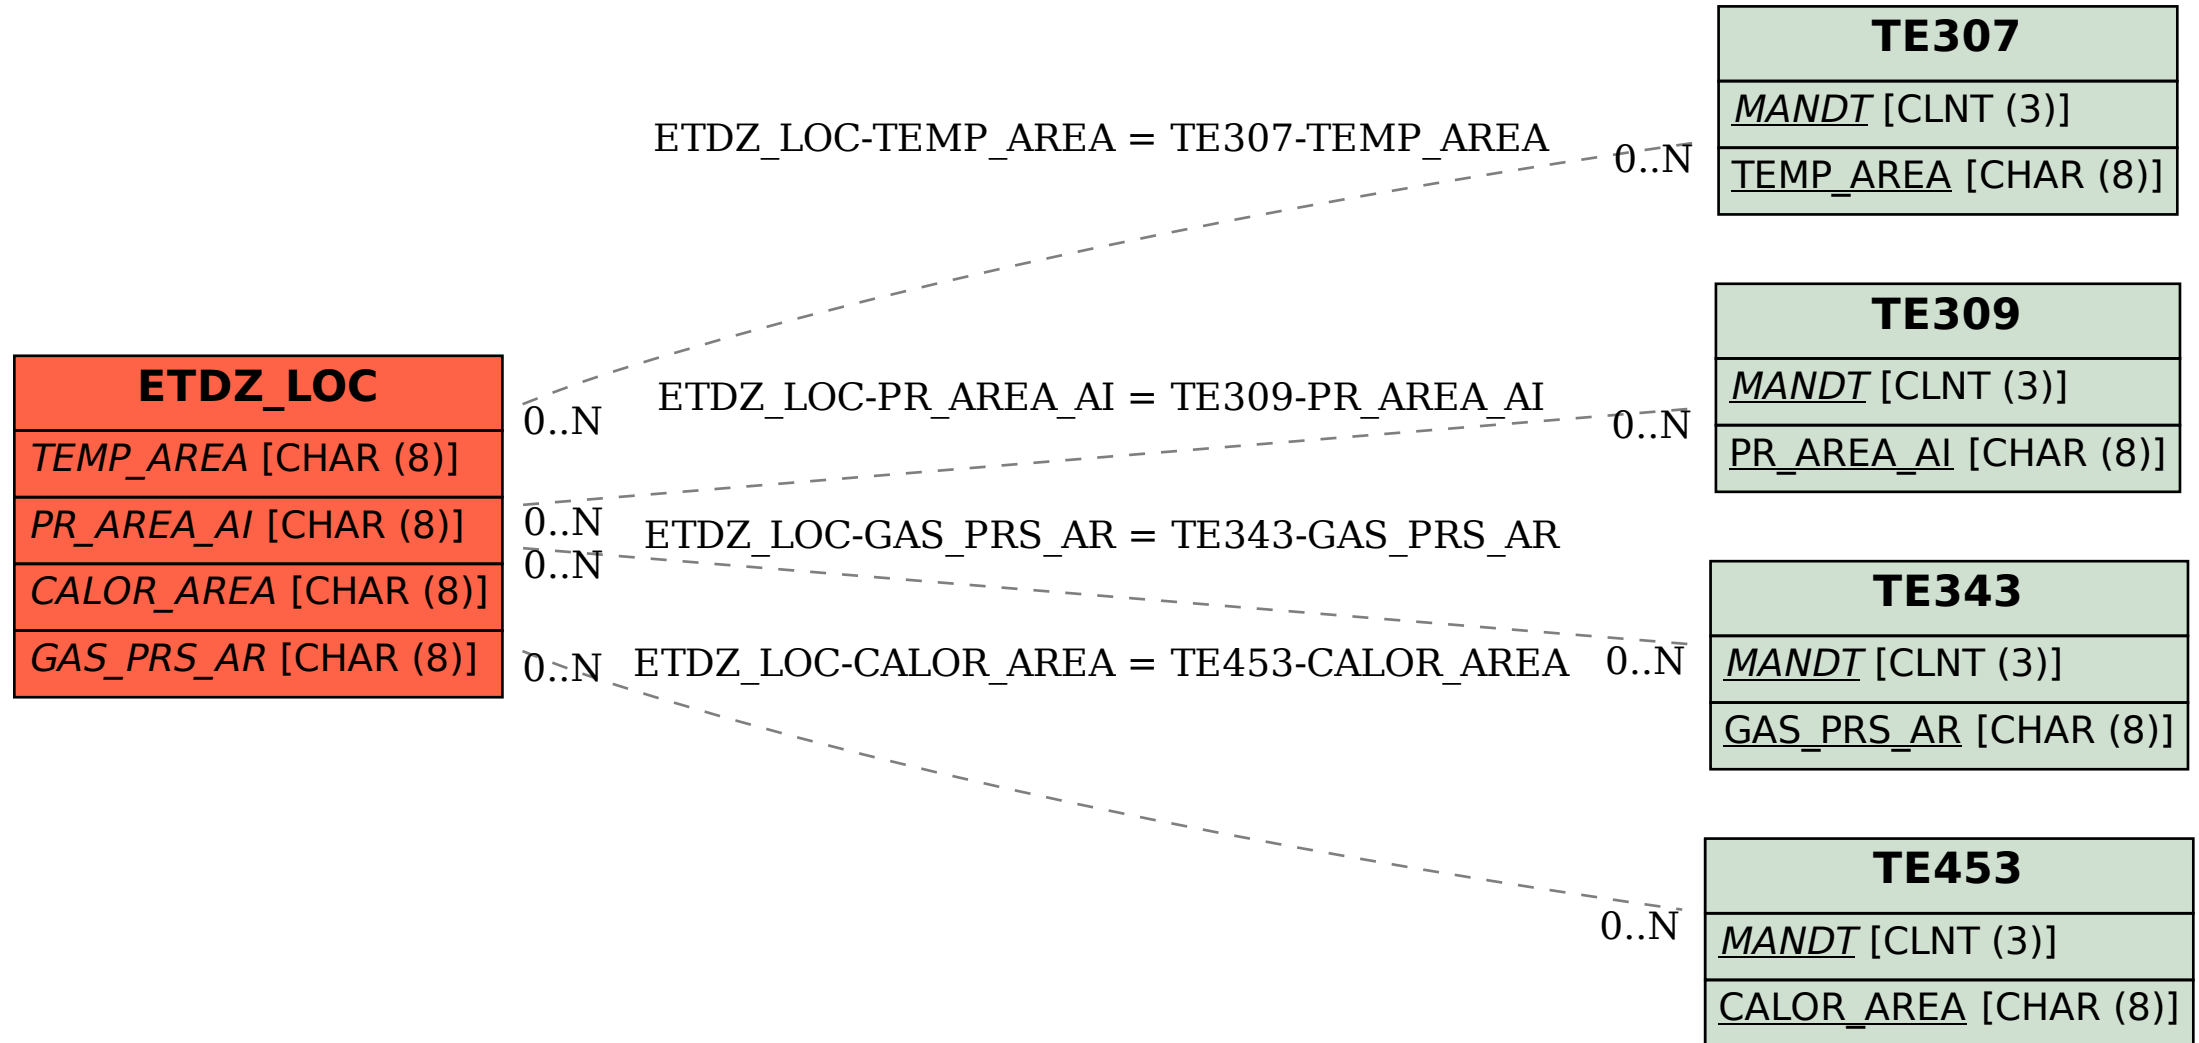 ETDZ_LOC
TEMP_AREA [CHAR (8)]
PR_AREA_AI [CHAR (8)]
CALOR_AREA [CHAR (8)]
GAS_PRS_AR [CHAR (8)]
ETDZ_LOC-TEMP_AREA = TE307-TEMP_AREA
0..N
0..N
ETDZ_LOC-PR_AREA_AI = TE309-PR_AREA_AI
0..N
0..N
ETDZ_LOC-GAS_PRS_AR = TE343-GAS_PRS_AR
0..N
0..N
ETDZ_LOC-CALOR_AREA = TE453-CALOR_AREA
0..N
0..N
TE307
MANDT [CLNT (3)]
TEMP_AREA [CHAR (8)]
TE309
MANDT [CLNT (3)]
PR_AREA_AI [CHAR (8)]
TE343
MANDT [CLNT (3)]
GAS_PRS_AR [CHAR (8)]
TE453
MANDT [CLNT (3)]
CALOR_AREA [CHAR (8)]